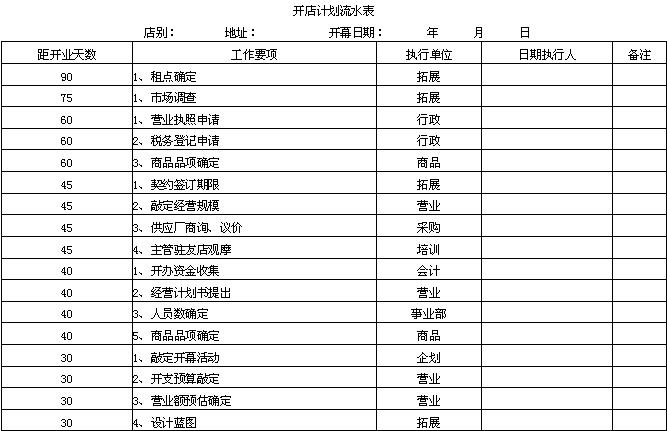 开店计划流水表
店别： 地址： 开幕日期： 年 月 日
距开业天数 工作要项 执行单位 日期执行人 备注
90 1、租点确定 拓展
75 1、市场调查 拓展
60 1、营业执照申请 行政
60 2、税务登记申请 行政
60 3、商品品项确定 商品
45 1、契约签订期限 拓展
45 2、敲定经营规模 营业
45 3、供应厂商询、议价 采购
45 4、主管驻友店观摩 培训
40 1、开办资金收集 会计
40 2、经营计划书提出 营业
40 3、人员数确定 事业部
40 5、商品品项确定 商品
30 1、敲定开幕活动 企划
30 2、开支预算敲定 营业
30 3、营业额预估确定 营业
30 4、设计蓝图 拓展